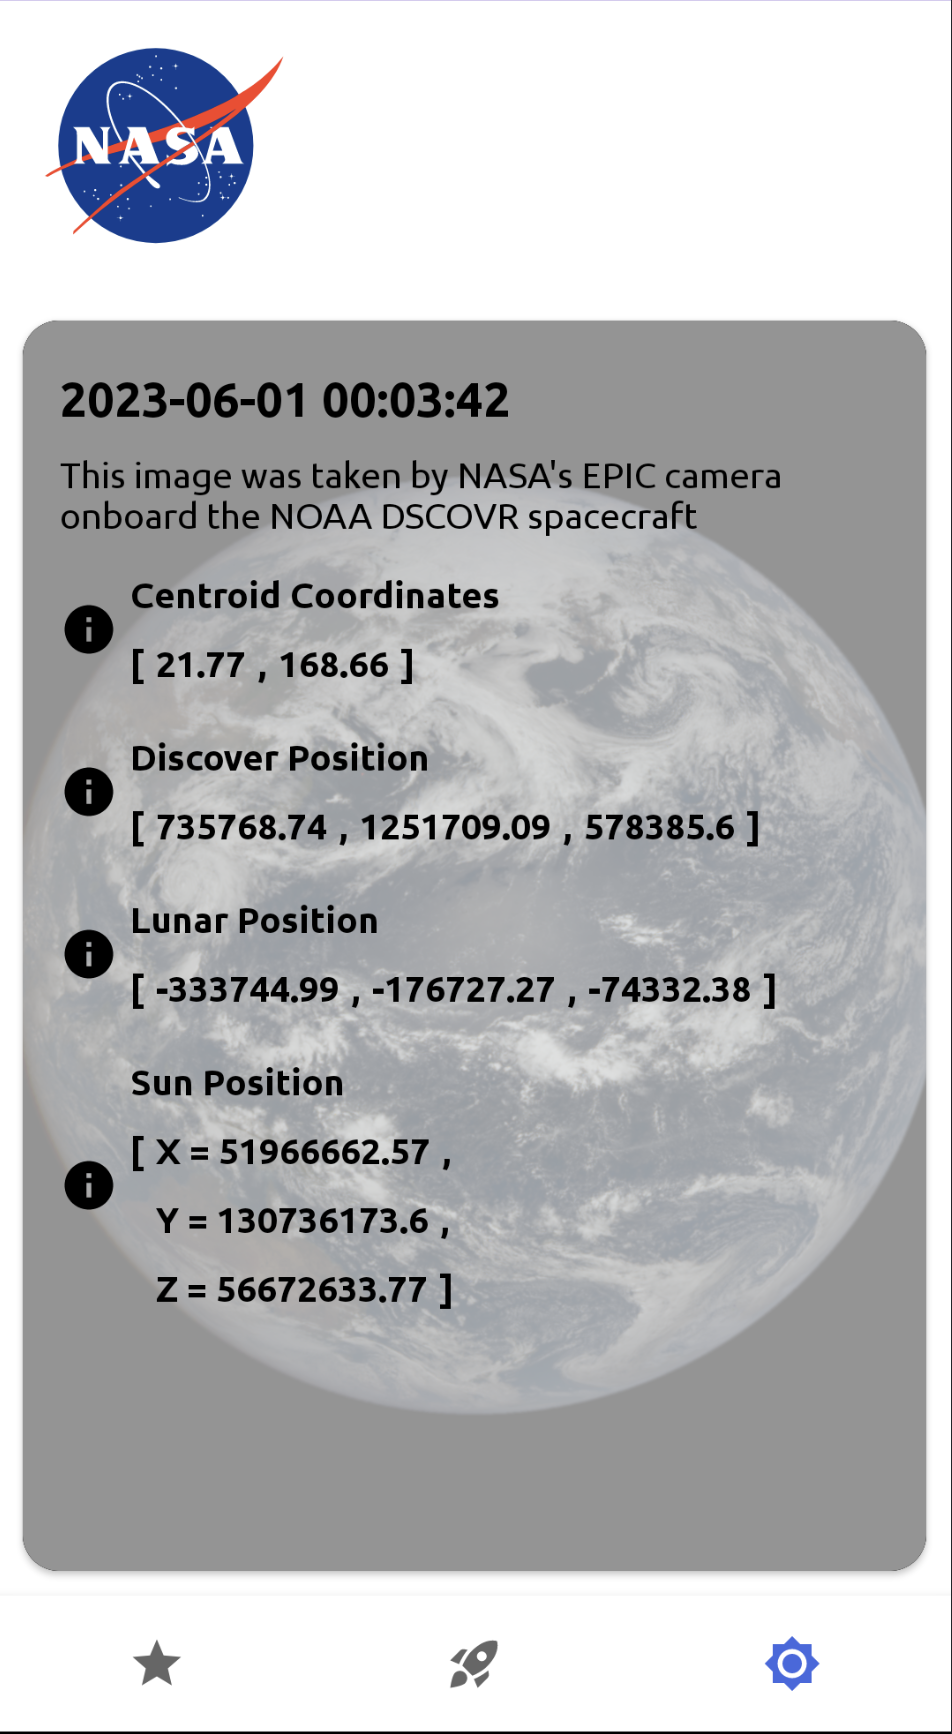 NASA
2023-06-01 00:03:42
This image was taken by NASA's EPIC camera
onboard the NOAA DSCOVR spacecraft
Centroid Coordinates
[ 21.77 , 168.66 ]
Discover Position
[ 735768.74 , 1251709.09 , 578385.6 ]
Lunar Position
[ -333744.99 , -176727.27 , -74332.38 ]
Sun Position
[ X = 51966662.57 ,
Y = 130736173.6 ,
Z = 56672633.77 ]